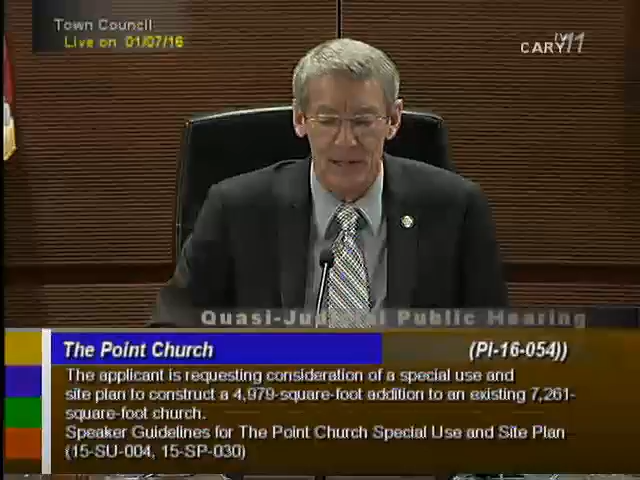 Town Council
Live on 01/07/16
CARY TV 11
Quasi-Judicial Public Hearing
The Point Church (PI-16-054))
The applicant is requesting consideration of a special use and
site plan to construct a 4,979-square-foot addition to an existing 7,261-
square-foot church.
Speaker Guidelines for The Point Church Special Use and Site Plan
(15-SU-004, 15-SP-030)